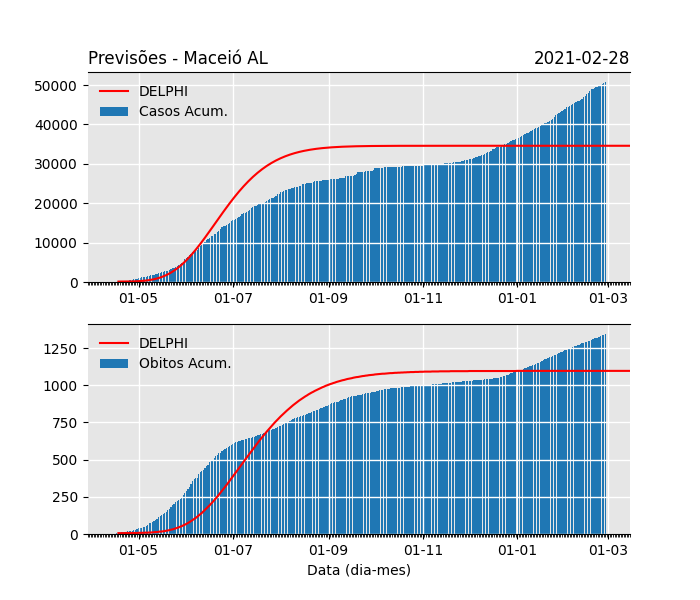 Previsões - Maceió AL
2021-02-28
50000
40000
30000
20000
10000
0
DELPHI
Casos Acum.
01-05 01-07 01-09 01-11 01-01 01-03
1250
1000
750
500
250
0
DELPHI
Obitos Acum.
01-05 01-07 01-09 01-11 01-01 01-03
Data (dia-mes)